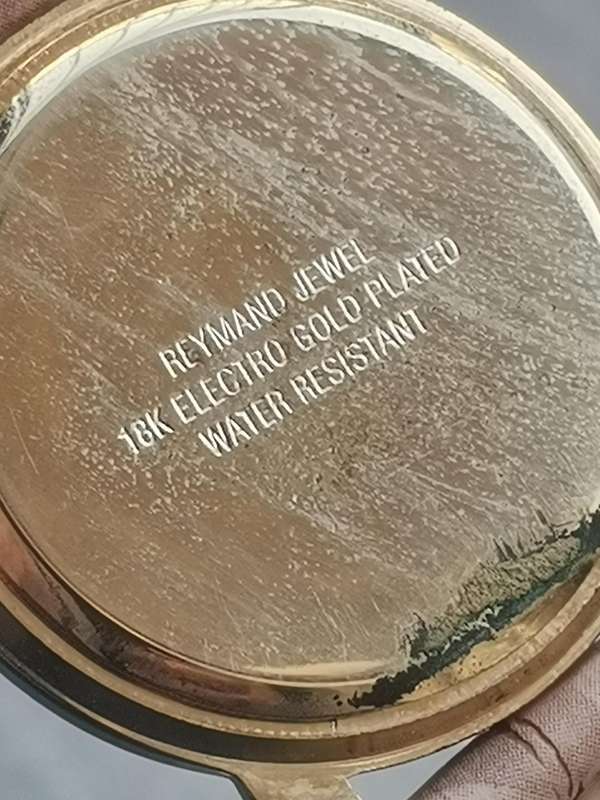 REYMAND JEWEL
18K ELECTRO GOLD PLATED
WATER RESISTANT